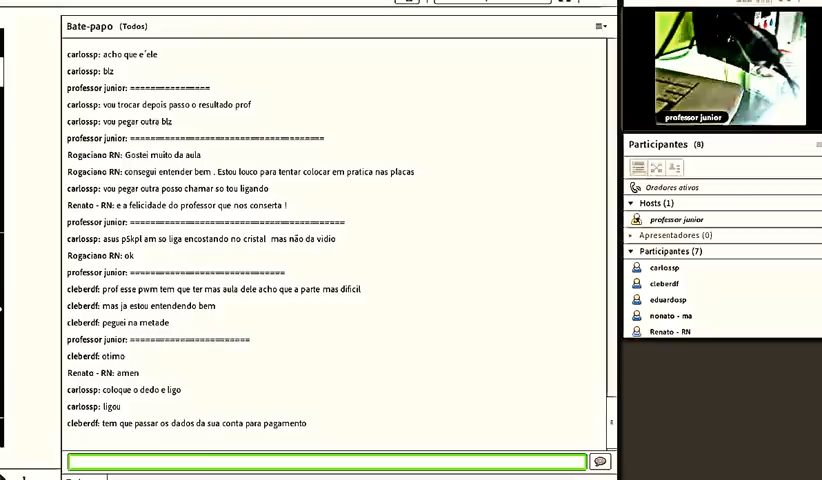 Bate-papo (Todos)
carlossp: acho que e´ele
carlossp: blz
professor junior: ===============
carlossp: vou trocar depois passo o resultado prof
carlossp: vou pegar outra blz
professor junior: =====================================
Rogaciano RN: Gostei muito da aula
Rogaciano RN: consegui entender bem . Estou louco para tentar colocar em pratica nas placas
carlossp: vou pegar outra posso chamar so tou ligando
Renato - RN: e a felicidade do professor que nos conserta !
professor junior: =========================================
carlossp: asus p5kpl am so liga encostando no cristal mas não da vidio
Rogaciano RN: ok
professor junior: =============================
cleberdf: prof esse pwm tem que ter mas aula dele acho que a parte mas dificil
cleberdf: mas ja estou entendendo bem
cleberdf: peguei na metade
professor junior: =======================
cleberdf: otimo
Renato - RN: amen
carlossp: coloque o dedo e ligo
carlossp: ligou
cleberdf: tem que passar os dados da sua conta para pagamento
professor junior
Participantes (8)
Oradores ativos
Hosts (1)
professor junior
Apresentadores (0)
Participantes (7)
carlossp
cleberdf
eduardosp
nonato - ma
Renato - RN